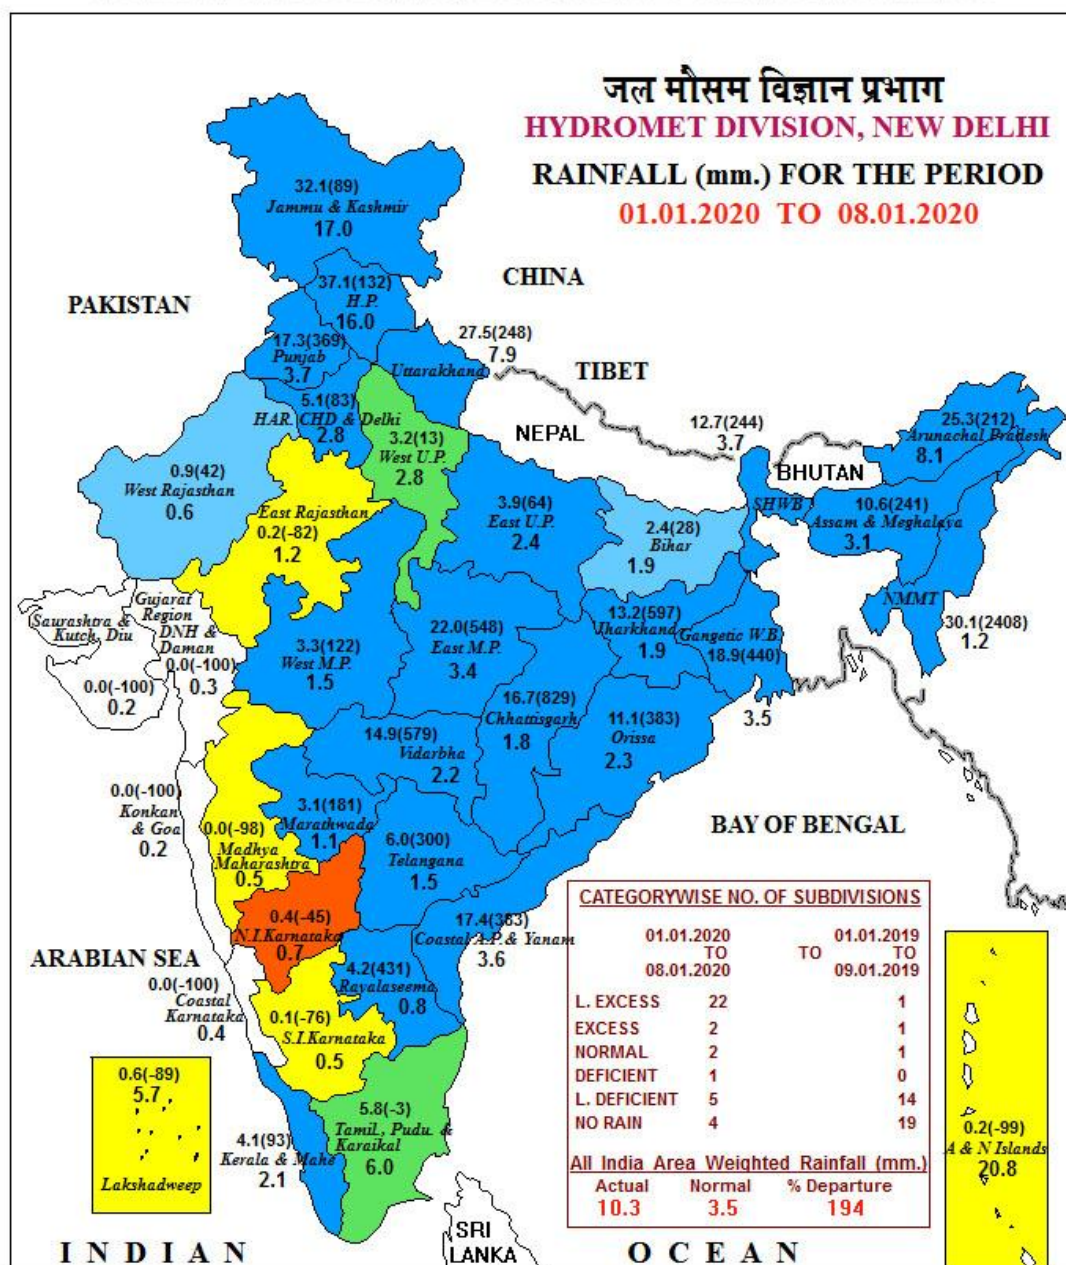 जल मौसम विज्ञान प्रभाग
HYDROMET DIVISION, NEW DELHI
RAINFALL (mm.) FOR THE PERIOD
01.01.2020 TO 08.01.2020
32.1(89)
Jammu & Kashmir
17.0
CHINA
PAKISTAN
37.1(132)
H.P.
16.0
17.3(369)
Punjab
3.7
27.5(248)
7.9
Uttarakhand
TIBET
5.1(83)
HAR. CHD & Delhi
2.8
NEPAL
3.2(13)
West U.P.
2.8
12.7(244)
3.7
BHUTAN
25.3(212)
Arunachal Pradesh
8.1
0.9(42)
West Rajasthan
0.6
East Rajasthan
0.2(-82)
1.2
3.9(64)
East U.P.
2.4
2.4(28)
Bihar
1.9
SHWB
10.6(241)
Assam & Meghalaya
3.1
NMMT
30.1(2408)
1.2
Gujarat
Region
DNH &
Daman
0.0(-100)
0.3
Saurashtra &
Kutch, Diu
0.0(-100)
0.2
3.3(122)
West M.P.
1.5
22.0(548)
East M.P.
3.4
13.2(597)
Jharkhand
1.9
Gangetic W.B.
18.9(440)
3.5
16.7(829)
Chhattisgarh
1.8
11.1(383)
Orissa
2.3
14.9(579)
Vidarbha
2.2
0.0(-100)
Konkan
& Goa
0.2
0.0(-98)
Madhya
Maharashtra
0.5
3.1(181)
Marathwada
1.1
6.0(300)
Telangana
1.5
BAY OF BENGAL
0.4(-45)
N.I.Karnataka
0.7
17.4(383)
Coastal A.P. & Yanam
3.6
ARABIAN SEA
0.0(-100)
Coastal
Karnataka
0.4
4.2(431)
Rayalaseema
0.8
0.1(-76)
S.I.Karnataka
0.5
0.6(-89)
5.7
Lakshadweep
4.1(93)
Kerala & Mahe
2.1
5.8(-3)
Tamil., Pudu. &
Karaikal
6.0
CATEGORYWISE NO. OF SUBDIVISIONS
01.01.2020 01.01.2019
TO TO TO
08.01.2020 09.01.2019
L. EXCESS 22 1
EXCESS 2 1
NORMAL 2 1
DEFICIENT 1 0
L. DEFICIENT 5 14
NO RAIN 4 19
All India Area Weighted Rainfall (mm.)
Actual Normal % Departure
10.3 3.5 194
0.2(-99)
A & N Islands
20.8
SRI
LANKA
INDIAN OCEAN